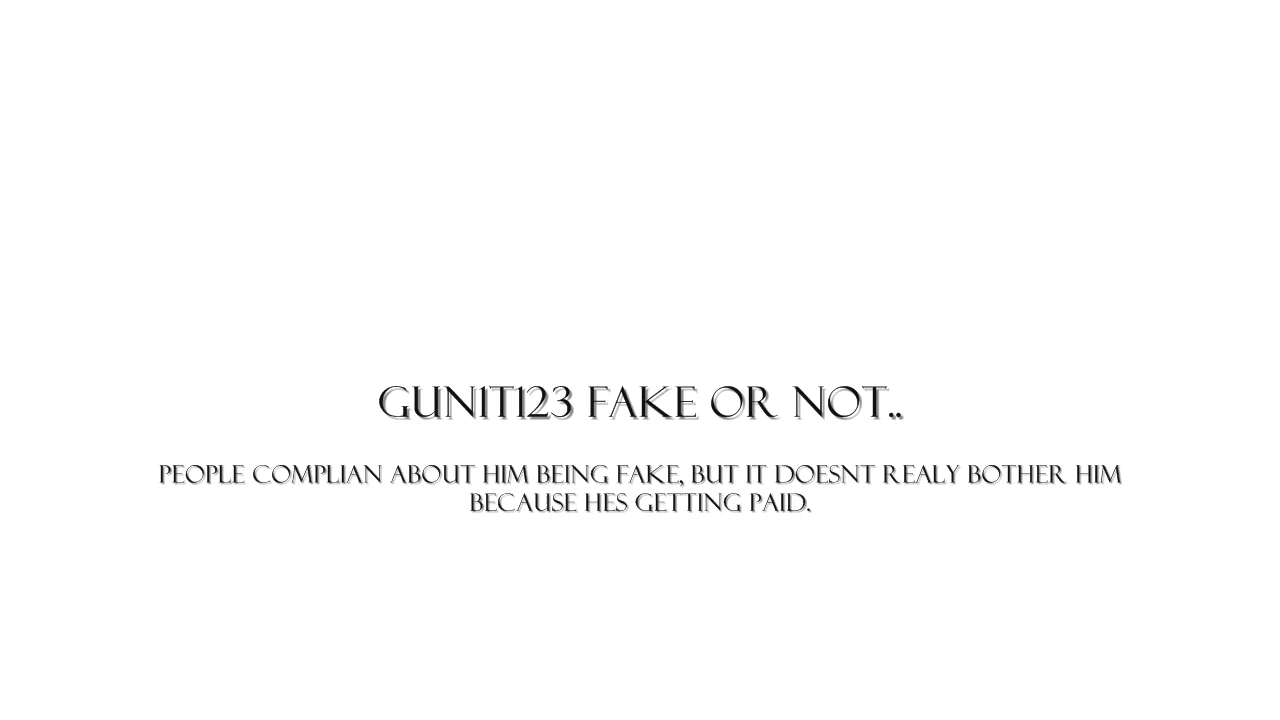 GUN1T123 FAKE OR NOT..
PEOPLE COMPLIAN ABOUT HIM BEING FAKE, BUT IT DOESNT REALY BOTHER HIM
BECAUSE HES GETTING PAID.